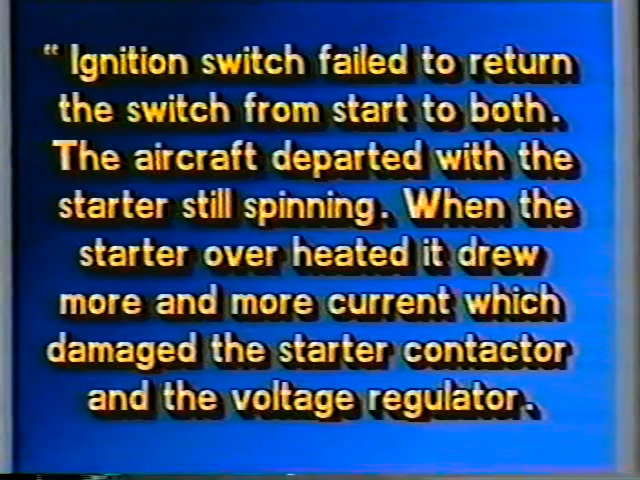 “ Ignition switch failed to return
the switch from start to both.
The aircraft departed with the
starter still spinning. When the
starter over heated it drew
more and more current which
damaged the starter contactor
and the voltage regulator.